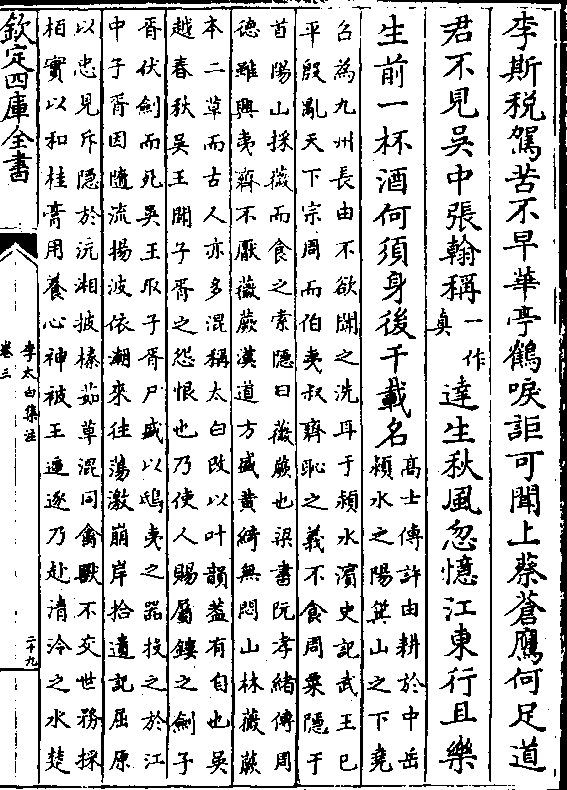 李斯税駕苦不早華亭鶴唳詎可聞上蔡蒼鷹何足道
君不見吳中張翰稱一作真達生秋風忽憶江東行且樂
生前一杯酒何須身後千載名高士傳許由耕於中岳
潁水之陽箕山之下堯
召為九州長由不欲聞之洗耳于潁水濱史記武王已
平殷亂天下宗周而伯夷叔齊恥之義不食周粟隱于
首陽山採薇而食之索隱曰薇蕨也梁書阮孝緒傳周
德雖興夷齊不厭薇蕨漢道方盛黃綺無悶山林薇蕨
本二草而古人亦多混稱太白改以叶韻蓋有自也吳
越春秋吳王聞子胥之怨恨也乃使人賜屬鏤之劍子
胥伏劍而死吳王取子胥尸盛以鴟夷之器投之於江
中子胥因隨流揚波依潮來往蕩激崩岸拾遺記屈原
以忠見斥隱於沅湘披榛茹草混同禽獸不交世務採
栢實以和桂膏用養心神被王逼逐乃赴清泠之水楚
欽定四庫全書
李太白集注
卷三
二十九